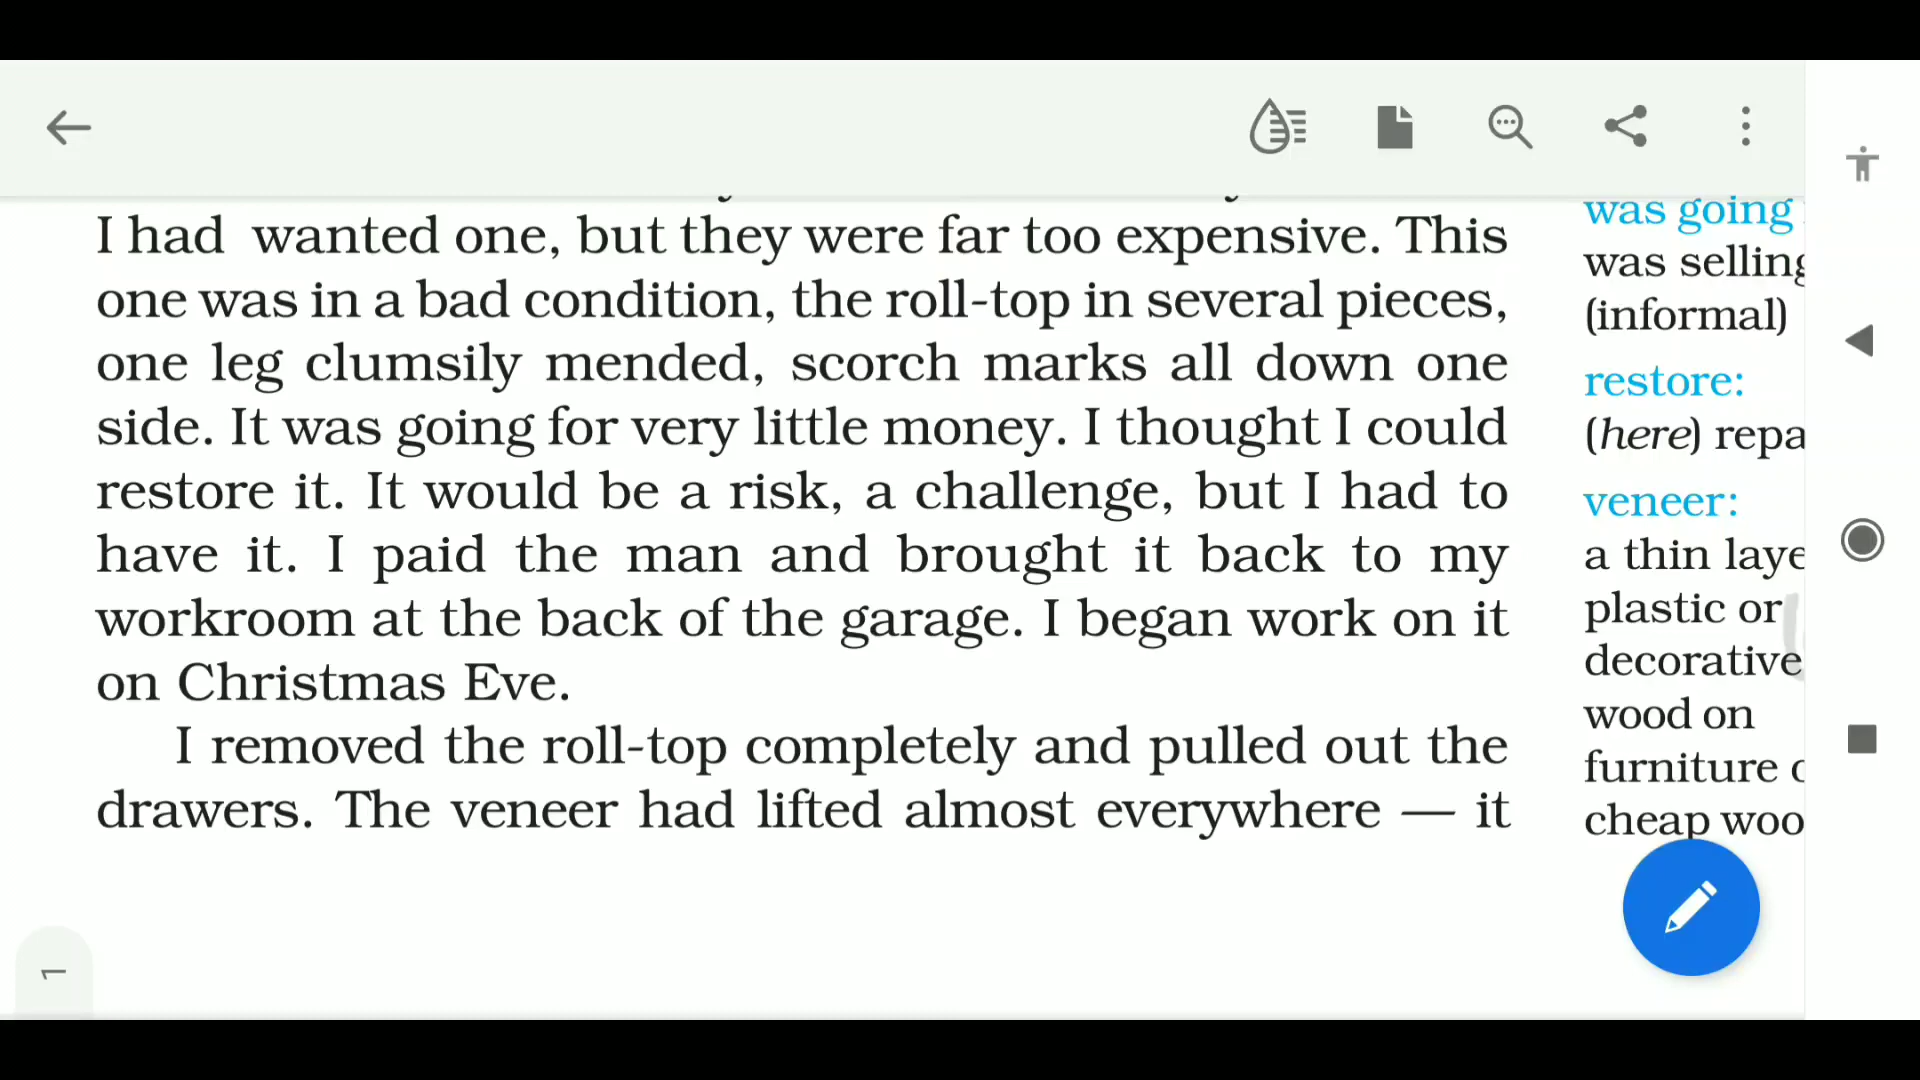 I had wanted one, but they were far too expensive. This
one was in a bad condition, the roll-top in several pieces,
one leg clumsily mended, scorch marks all down one
side. It was going for very little money. I thought I could
restore it. It would be a risk, a challenge, but I had to
have it. I paid the man and brought it back to my
workroom at the back of the garage. I began work on it
on Christmas Eve.
I removed the roll-top completely and pulled out the
drawers. The veneer had lifted almost everywhere — it
was going
was selling
(informal)
restore:
(here) repa
veneer:
a thin laye
plastic or
decorative
wood on
furniture
cheap woo
1